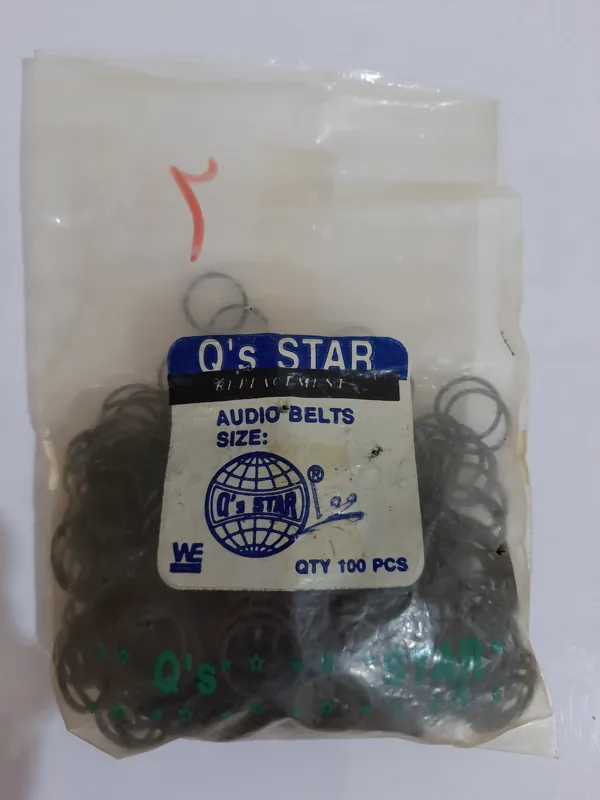 ٢
Q's STAR
REPLACEMENT
AUDIO BELTS
SIZE:
Q's STAR ®
WE
QTY 100 PCS
Q's STAR